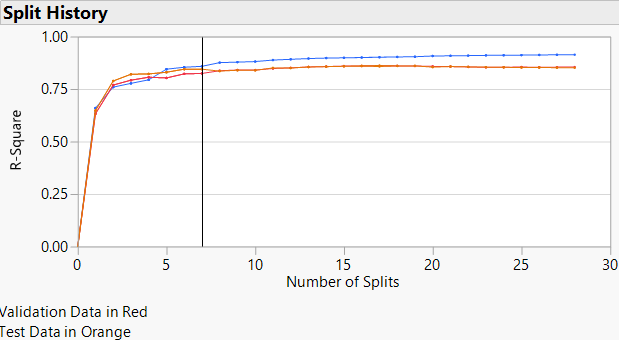 Split History
1.00
0.75
0.50
0.25
0.00
R-Square
0 5 10 15 20 25 30
Number of Splits
Validation Data in Red
Test Data in Orange